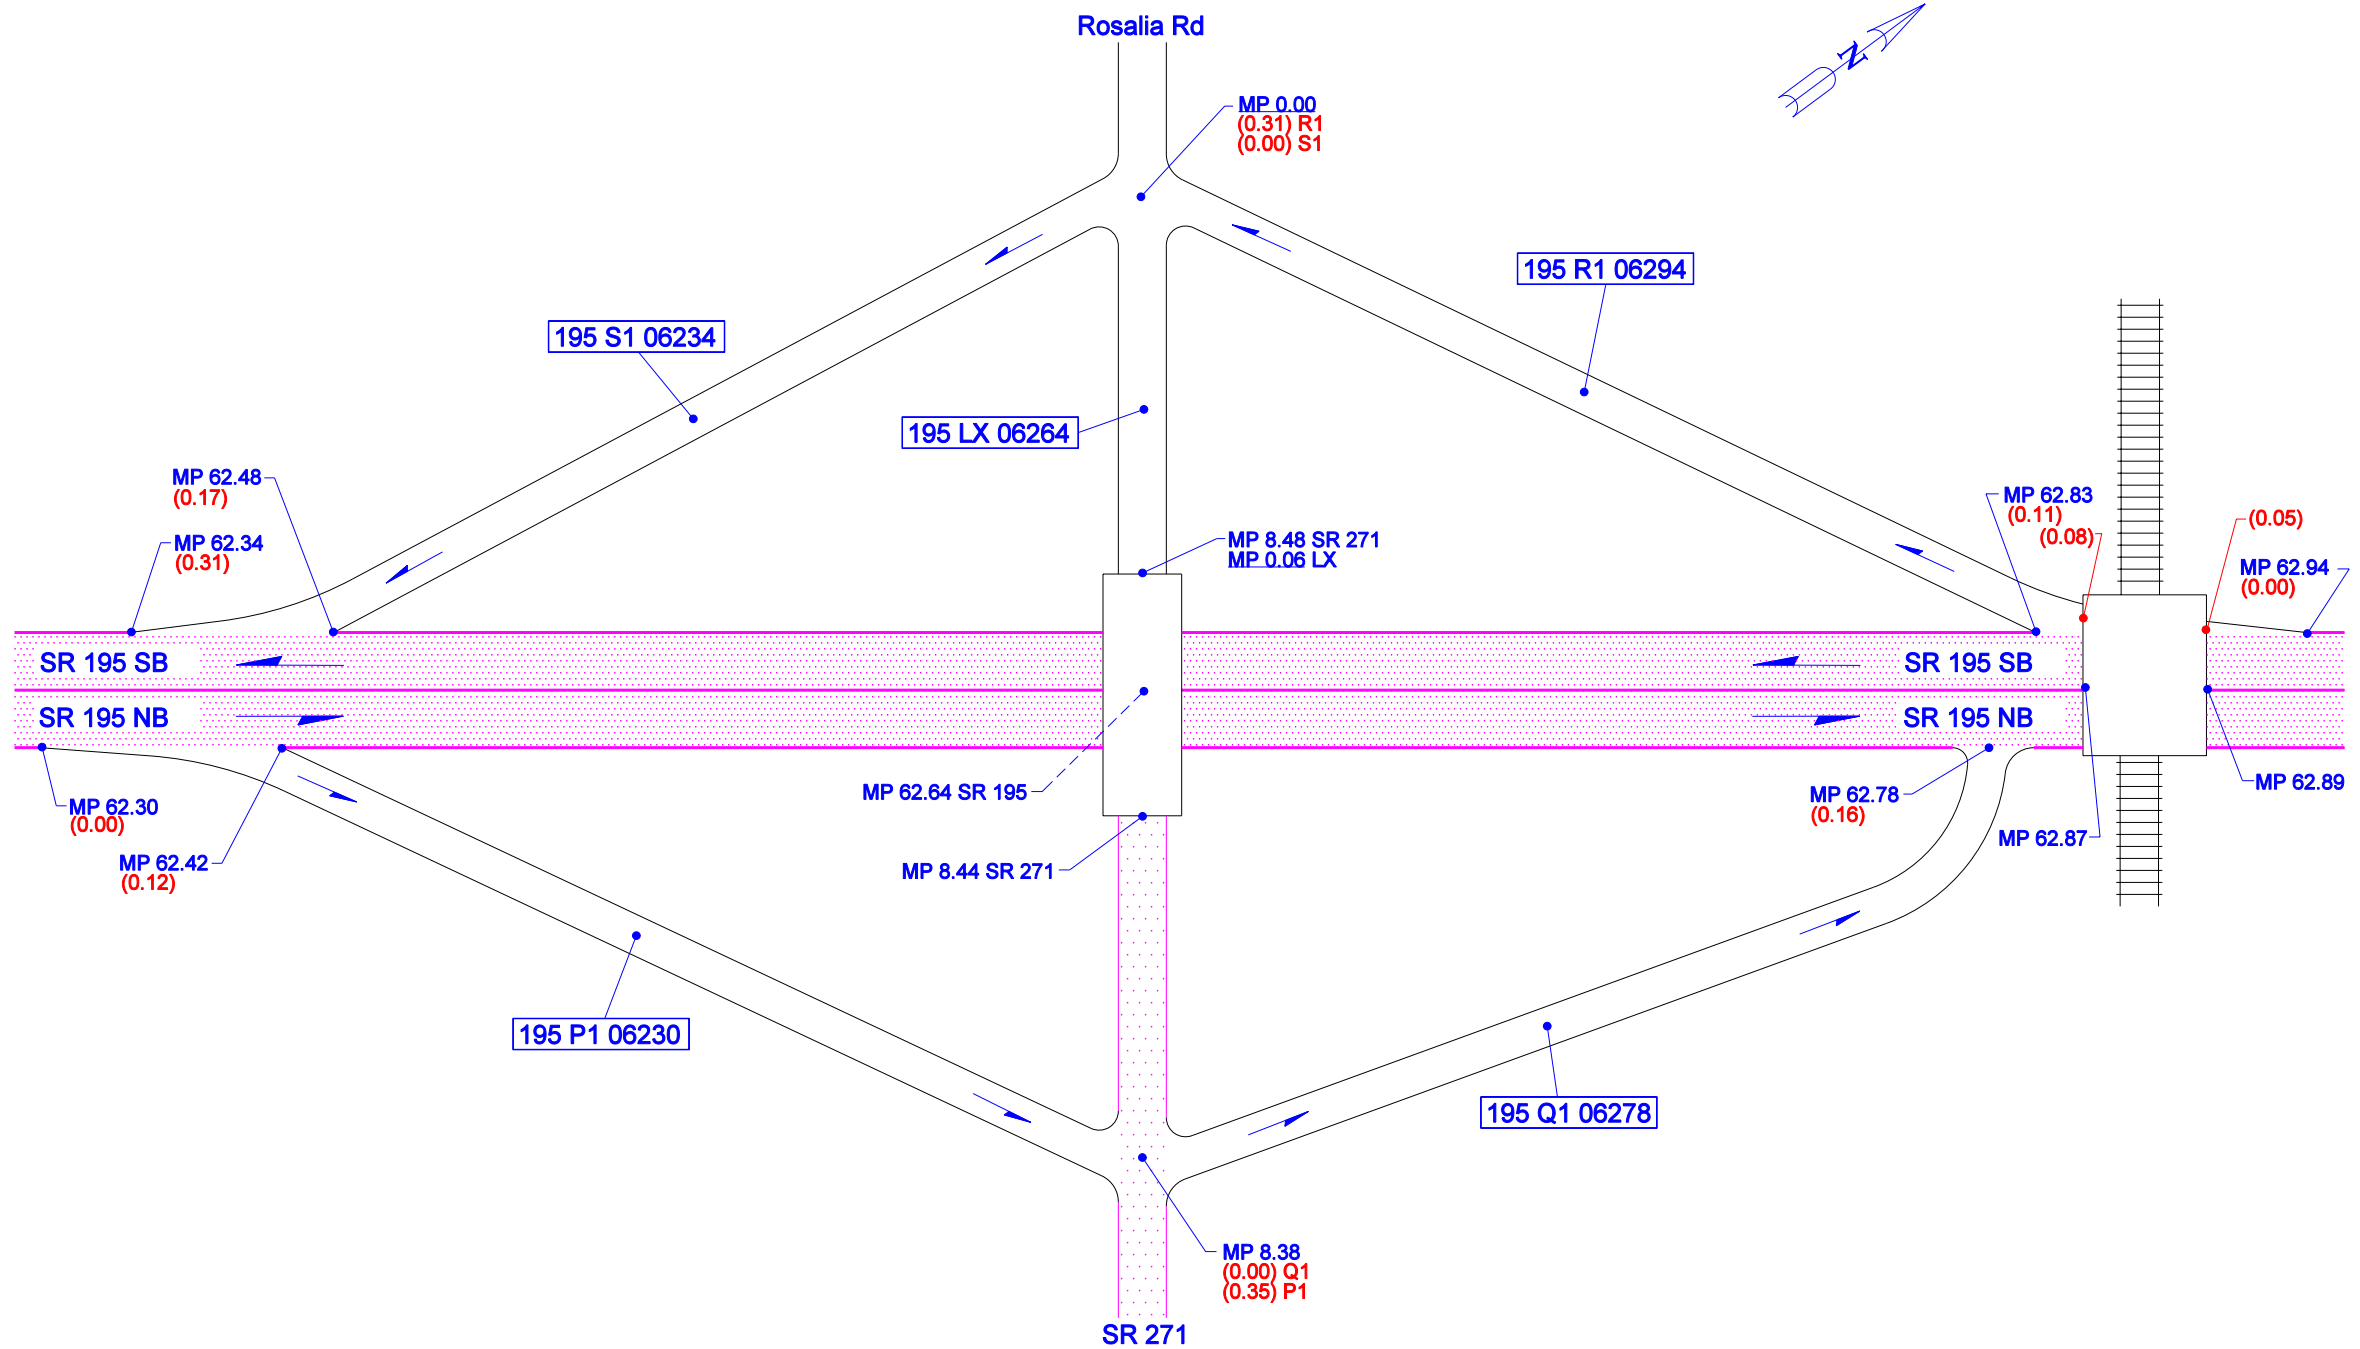 Rosalia Rd
N
MP 0.00
(0.31) R1
(0.00) S1
195 R1 06294
195 S1 06234
195 LX 06264
MP 62.48
(0.17)
MP 62.34
(0.31)
MP 62.83
(0.11)
(0.08)
(0.05)
MP 62.94
(0.00)
MP 8.48 SR 271
MP 0.06 LX
SR 195 SB
SR 195 SB
SR 195 NB
SR 195 NB
MP 62.30
(0.00)
MP 62.42
(0.12)
MP 62.64 SR 195
MP 62.78
(0.16)
MP 62.89
MP 62.87
MP 8.44 SR 271
195 P1 06230
195 Q1 06278
MP 8.38
(0.00) Q1
(0.35) P1
SR 271